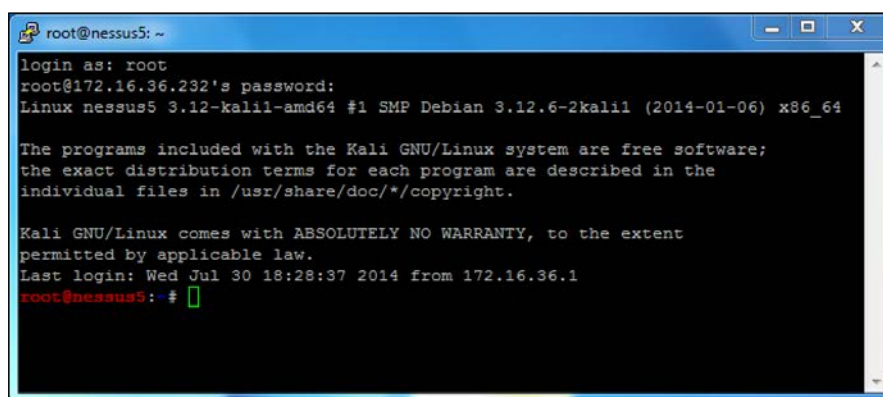 root@nessus5: ~
login as: root
root@172.16.36.232's password:
Linux nessus5 3.12-kali1-amd64 #1 SMP Debian 3.12.6-2kali1 (2014-01-06) x86_64
The programs included with the Kali GNU/Linux system are free software;
the exact distribution terms for each program are described in the
individual files in /usr/share/doc/*/copyright.
Kali GNU/Linux comes with ABSOLUTELY NO WARRANTY, to the extent
permitted by applicable law.
Last login: Wed Jul 30 18:28:37 2014 from 172.16.36.1
root@nessus5:~#